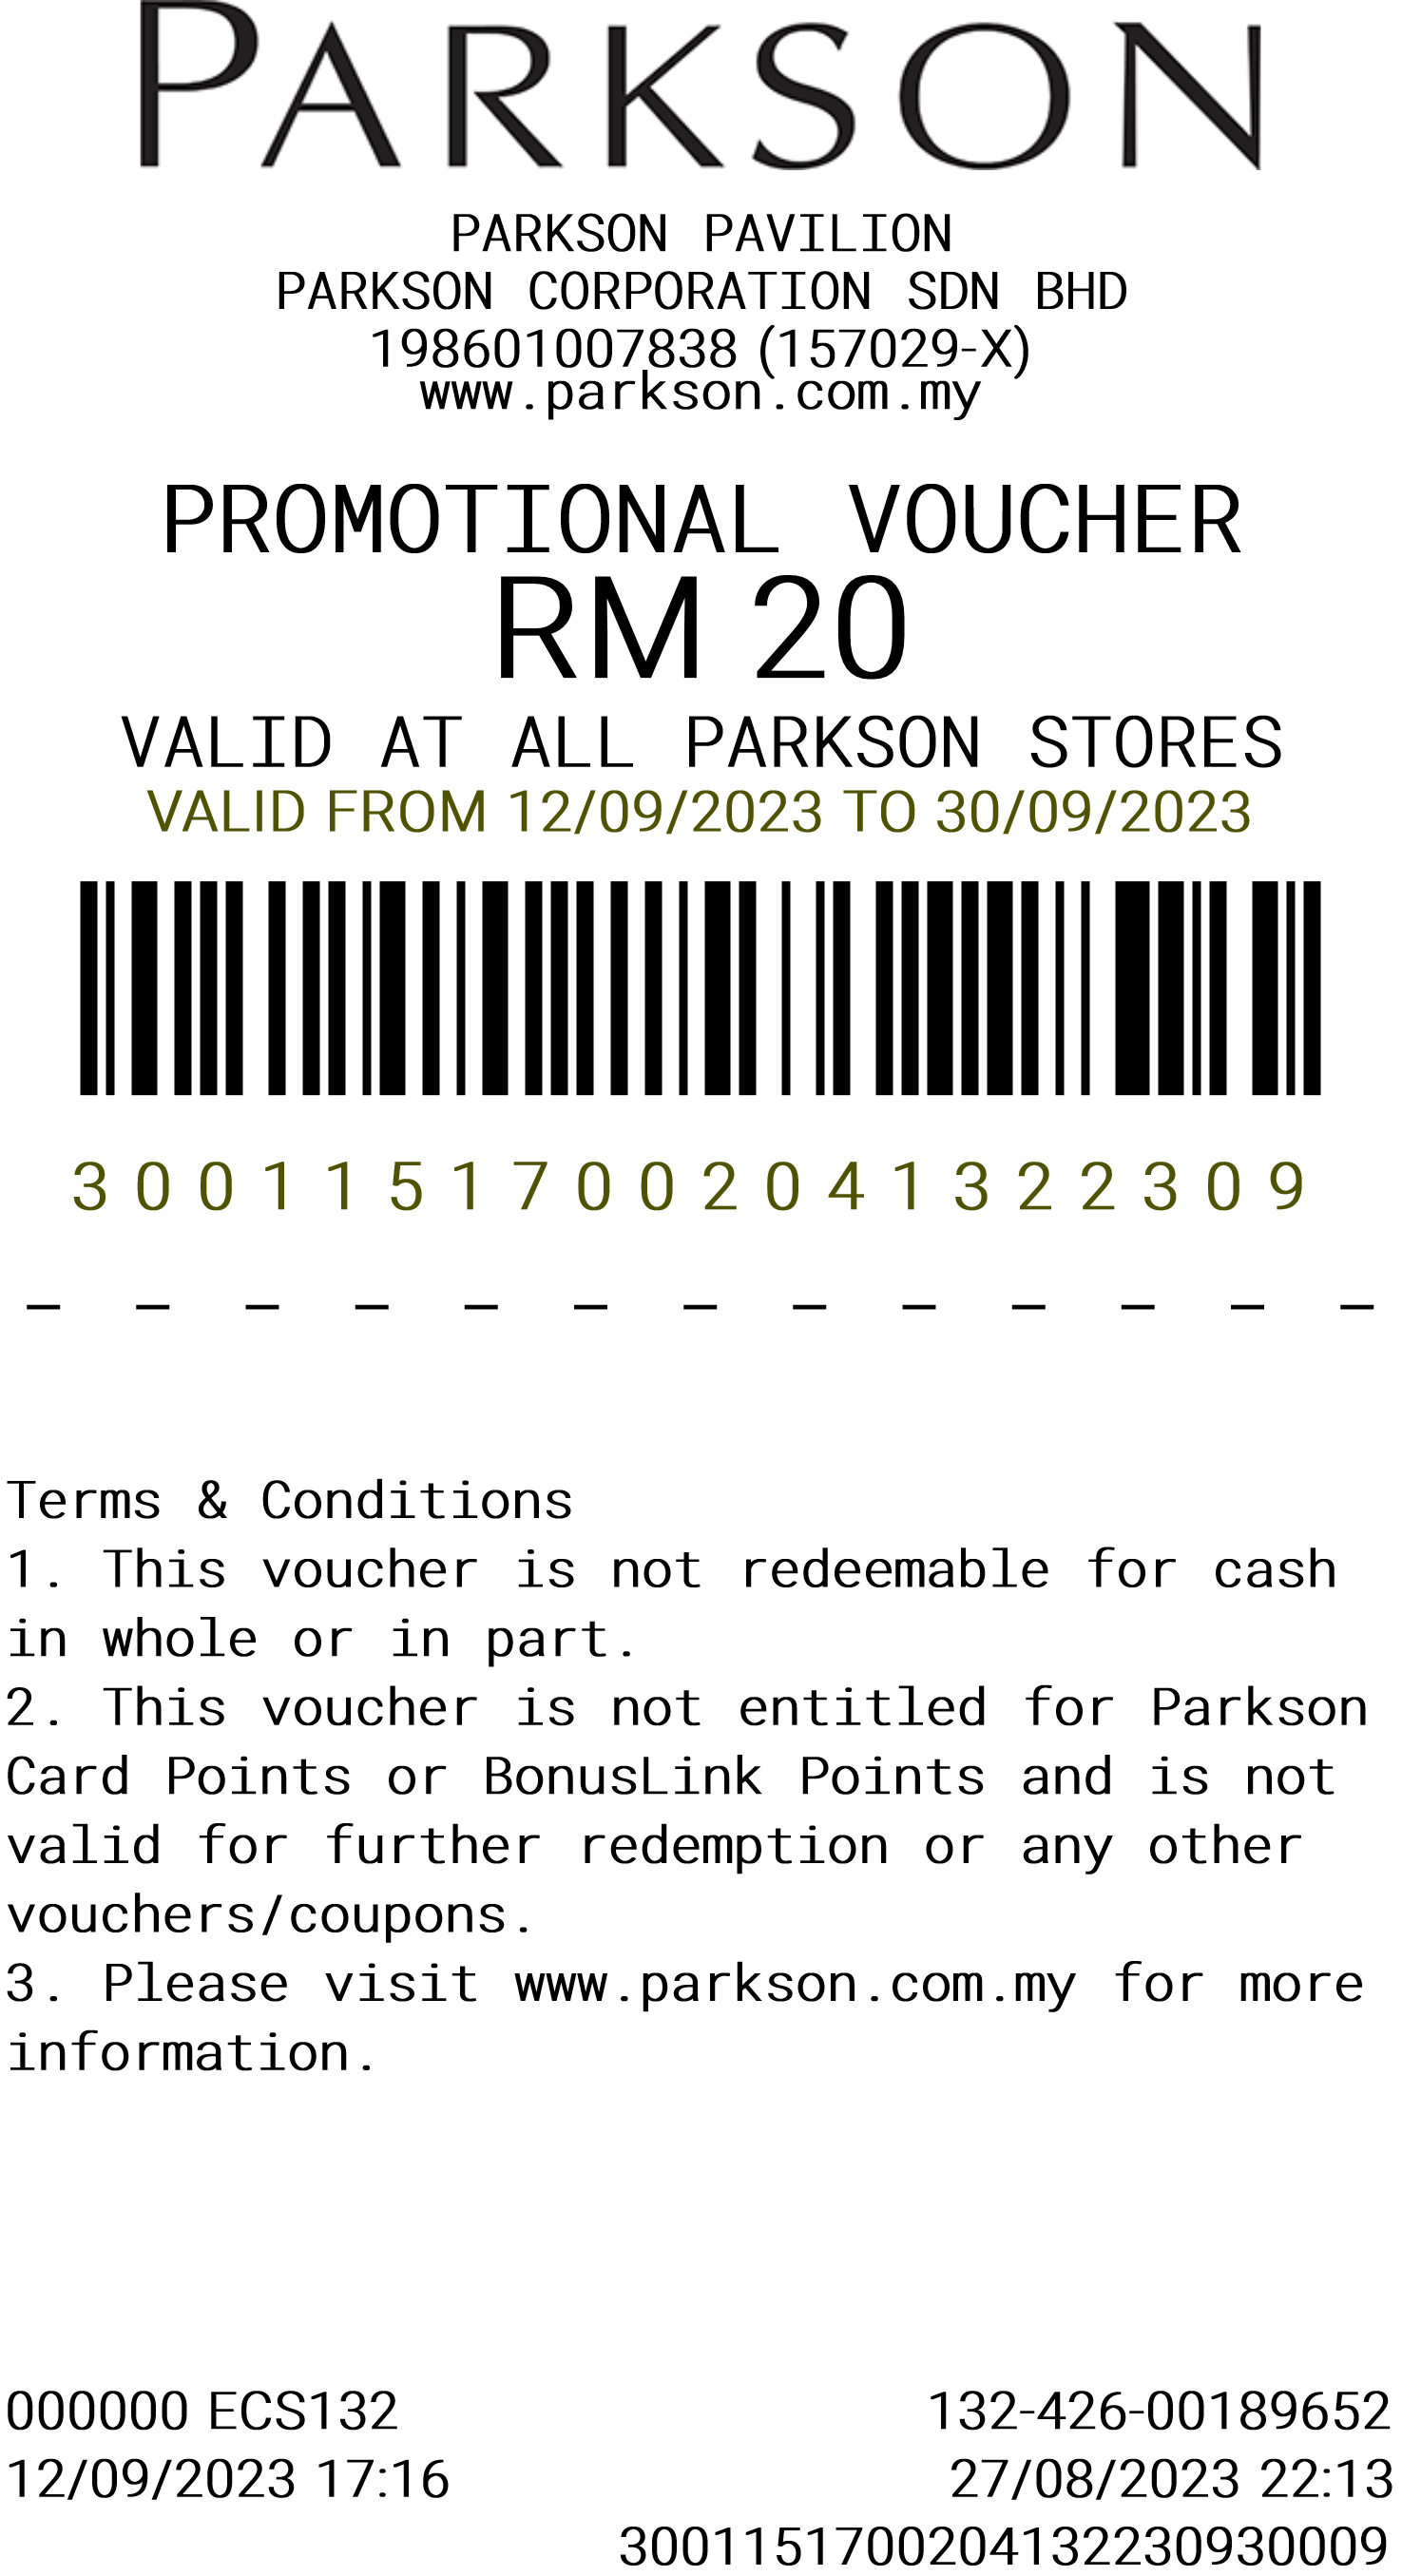 PARKSON
PARKSON PAVILION
PARKSON CORPORATION SDN BHD
198601007838 (157029-X)
www.parkson.com.my
PROMOTIONAL VOUCHER
RM 20
VALID AT ALL PARKSON STORES
VALID FROM 12/09/2023 TO 30/09/2023
3 0 0 1 1 5 1 7 0 0 2 0 4 1 3 2 2 3 0 9
- - - - - - - - - - - - -
Terms & Conditions
1. This voucher is not redeemable for cash
in whole or in part.
2. This voucher is not entitled for Parkson
Card Points or BonusLink Points and is not
valid for further redemption or any other
vouchers/coupons.
3. Please visit www.parkson.com.my for more
information.
000000 ECS132 132-426-00189652
12/09/2023 17:16 27/08/2023 22:13
3001151700204132230930009